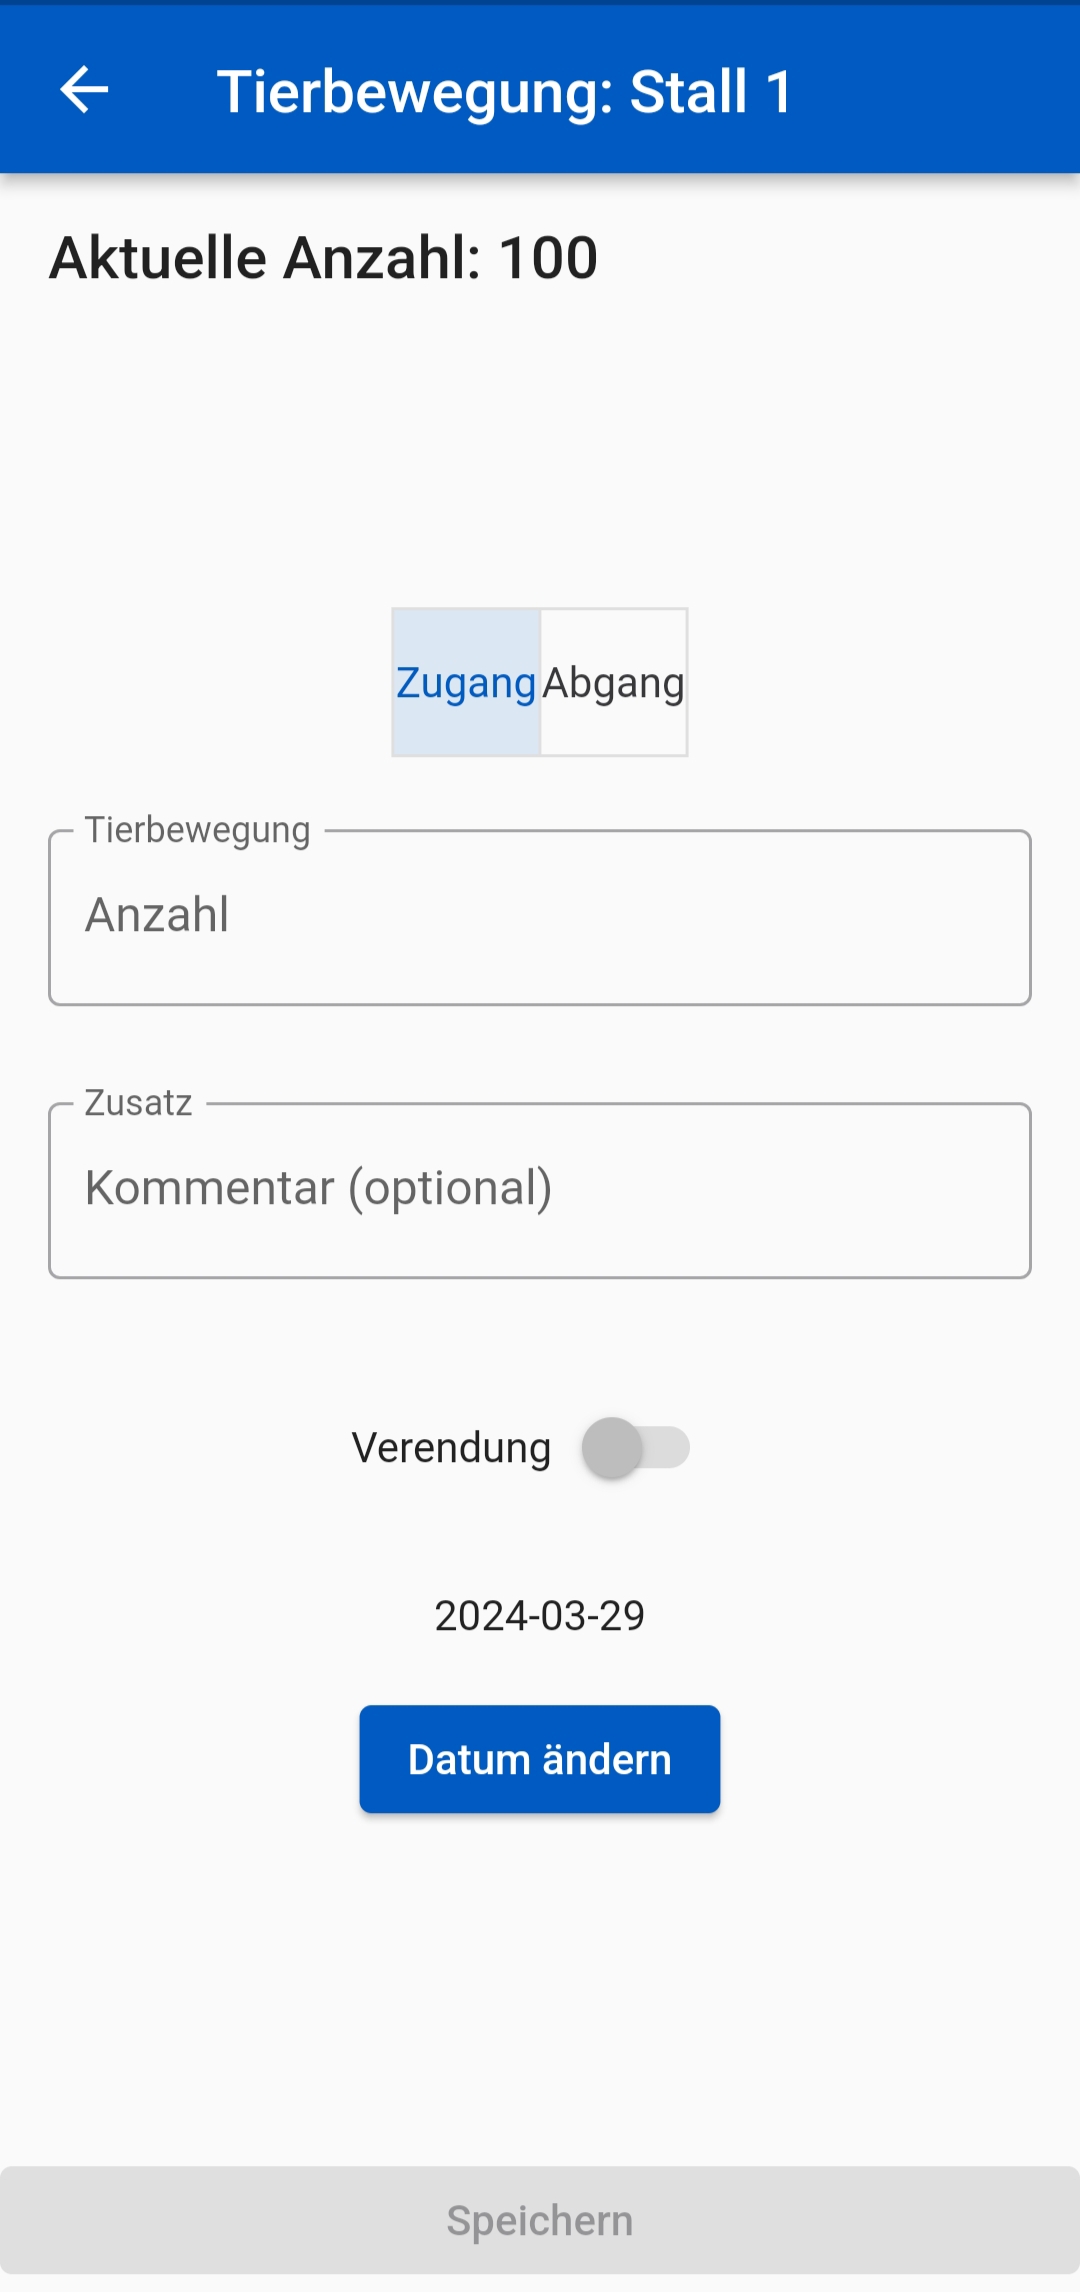 Tierbewegung: Stall 1
Aktuelle Anzahl: 100
Zugang Abgang
Tierbewegung
Anzahl
Zusatz
Kommentar (optional)
Verendung
2024-03-29
Datum ändern
Speichern